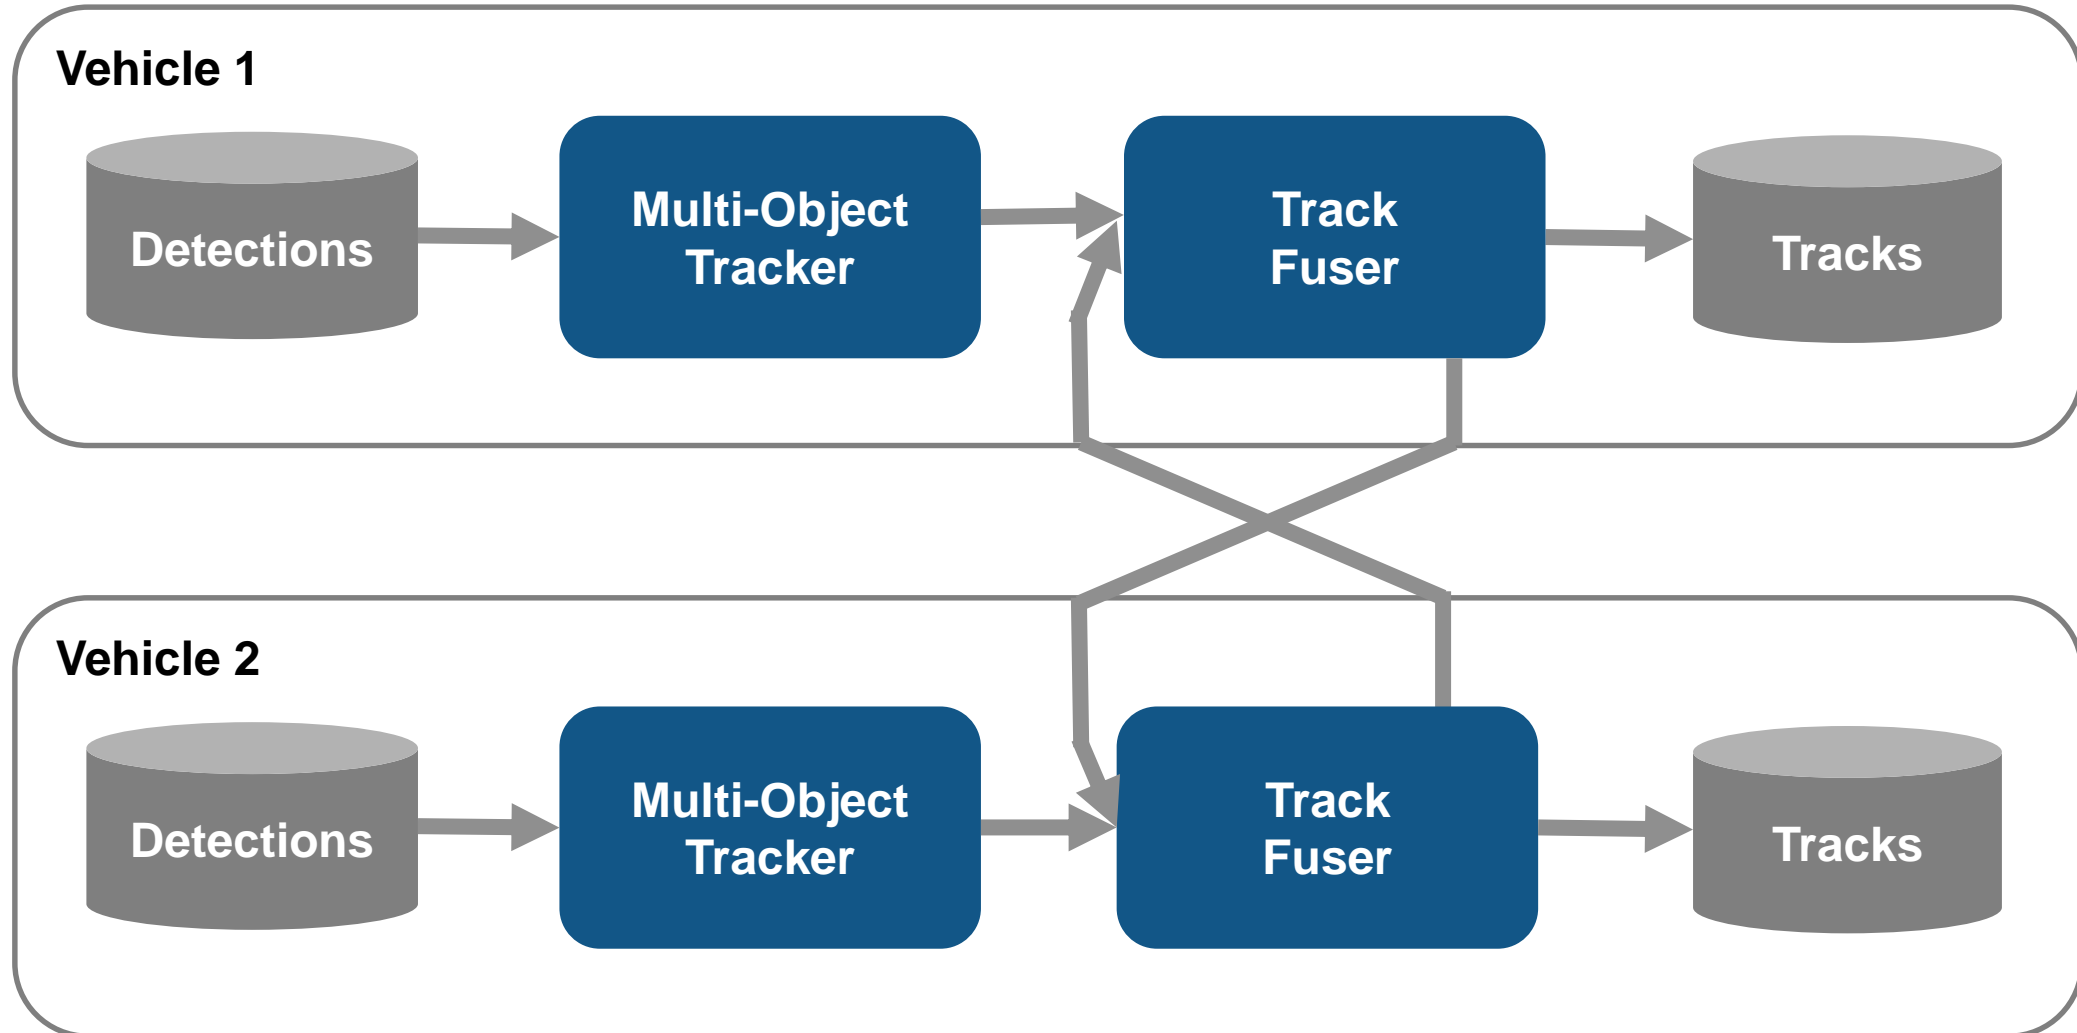 Vehicle 1
Detections
Multi-Object
Tracker
Track
Fuser
Tracks
Vehicle 2
Detections
Multi-Object
Tracker
Track
Fuser
Tracks